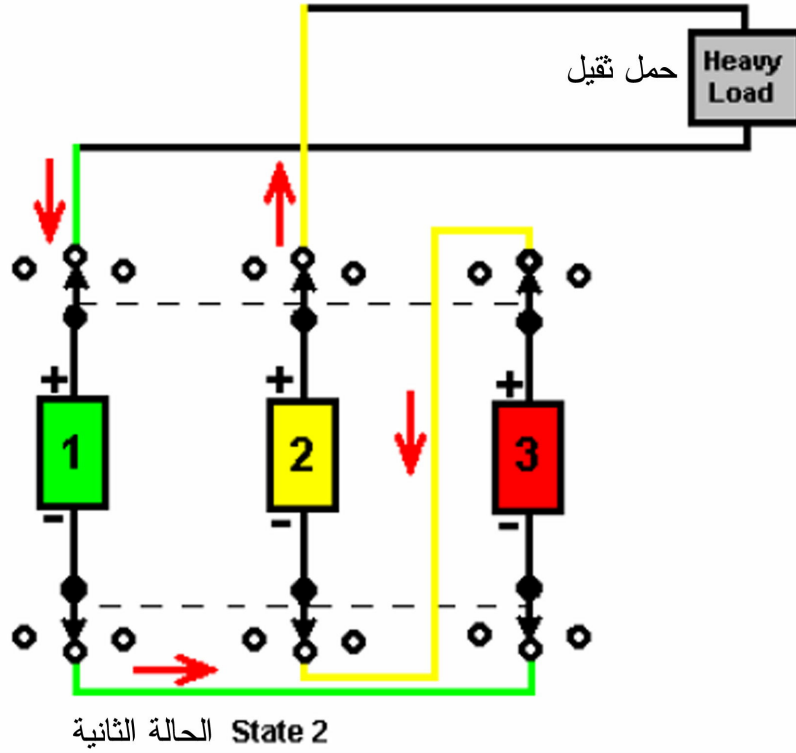 Heavy
Load
حمل ثقيل
+ + +
1 2 3
- - -
الحالة الثانية State 2